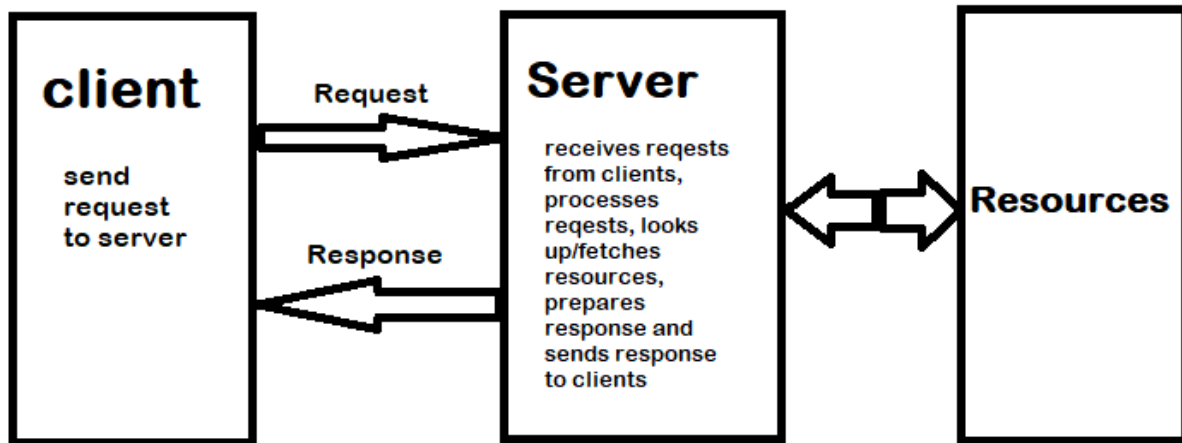 client
send
request
to server
Request
Response
Server
receives reqests
from clients,
processes
reqests, looks
up/fetches
resources,
prepares
response and
sends response
to clients
Resources